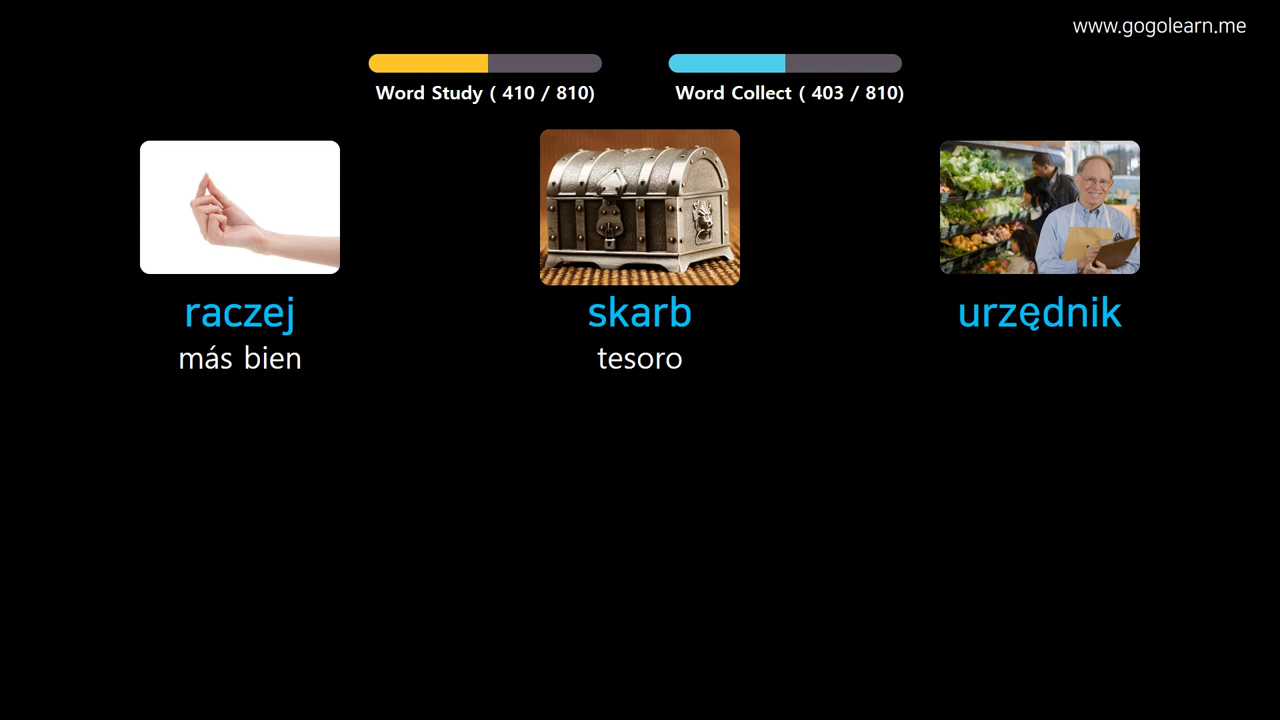 www.gogolearn.me
Word Study ( 410 / 810)
Word Collect ( 403 / 810)
raczej
más bien
skarb
tesoro
urzędnik